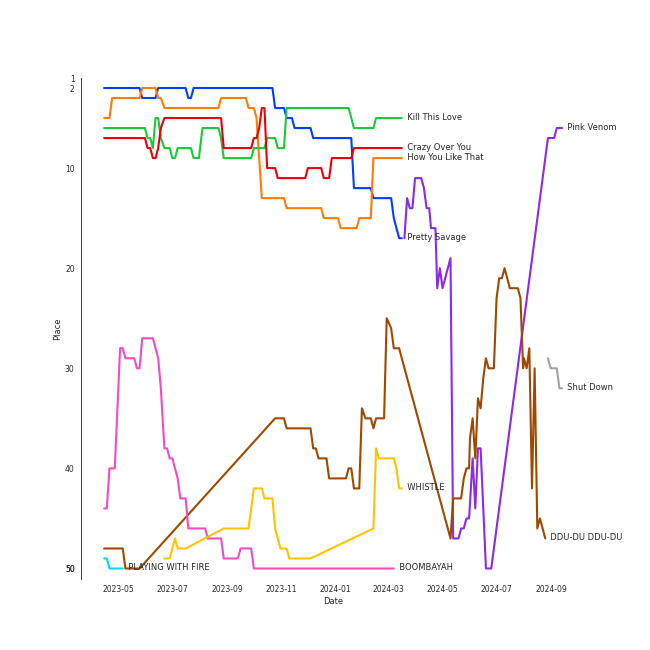 1
2
10
20
30
40
50
Place
Kill This Love
Crazy Over You
How You Like That
Pretty Savage
Pink Venom
Shut Down
WHISTLE
DDU-DU DDU-DU
PLAYING WITH FIRE
BOOMBAYAH
2023-05
2023-07
2023-09
2023-11
2024-01
2024-03
2024-05
2024-07
2024-09
Date